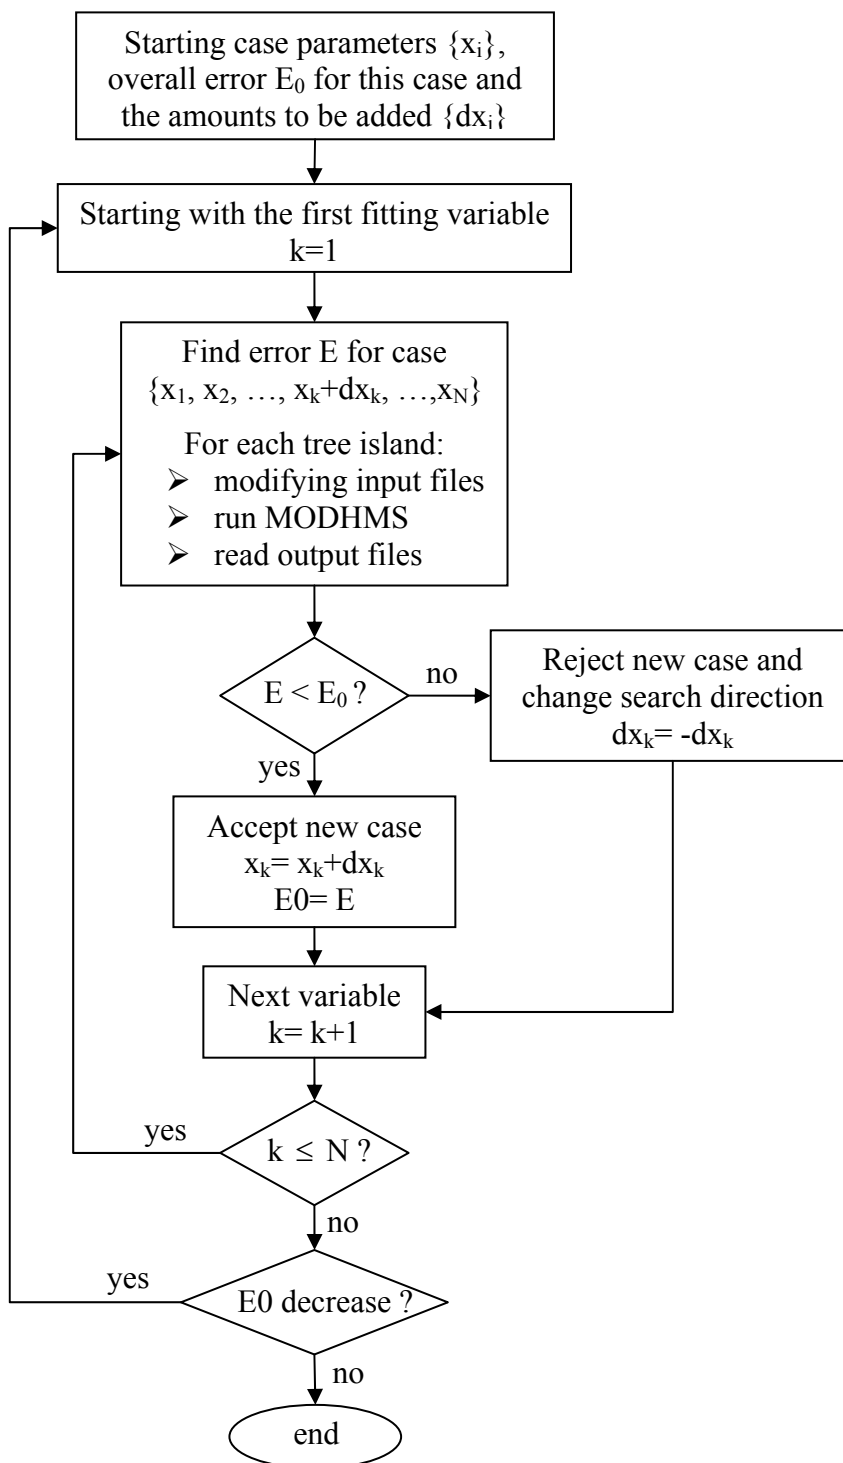 Starting case parameters {xᵢ},
overall error E₀ for this case and
the amounts to be added {dxᵢ}
Starting with the first fitting variable
k=1
Find error E for case
{x₁, x₂, …, xₖ+dxₖ, …,x_N}
For each tree island:
➢ modifying input files
➢ run MODHMS
➢ read output files
E < E₀ ?
no
Reject new case and
change search direction
dxₖ= -dxₖ
yes
Accept new case
xₖ= xₖ+dxₖ
E0= E
Next variable
k= k+1
yes
k ≤ N ?
no
yes
E0 decrease ?
no
end